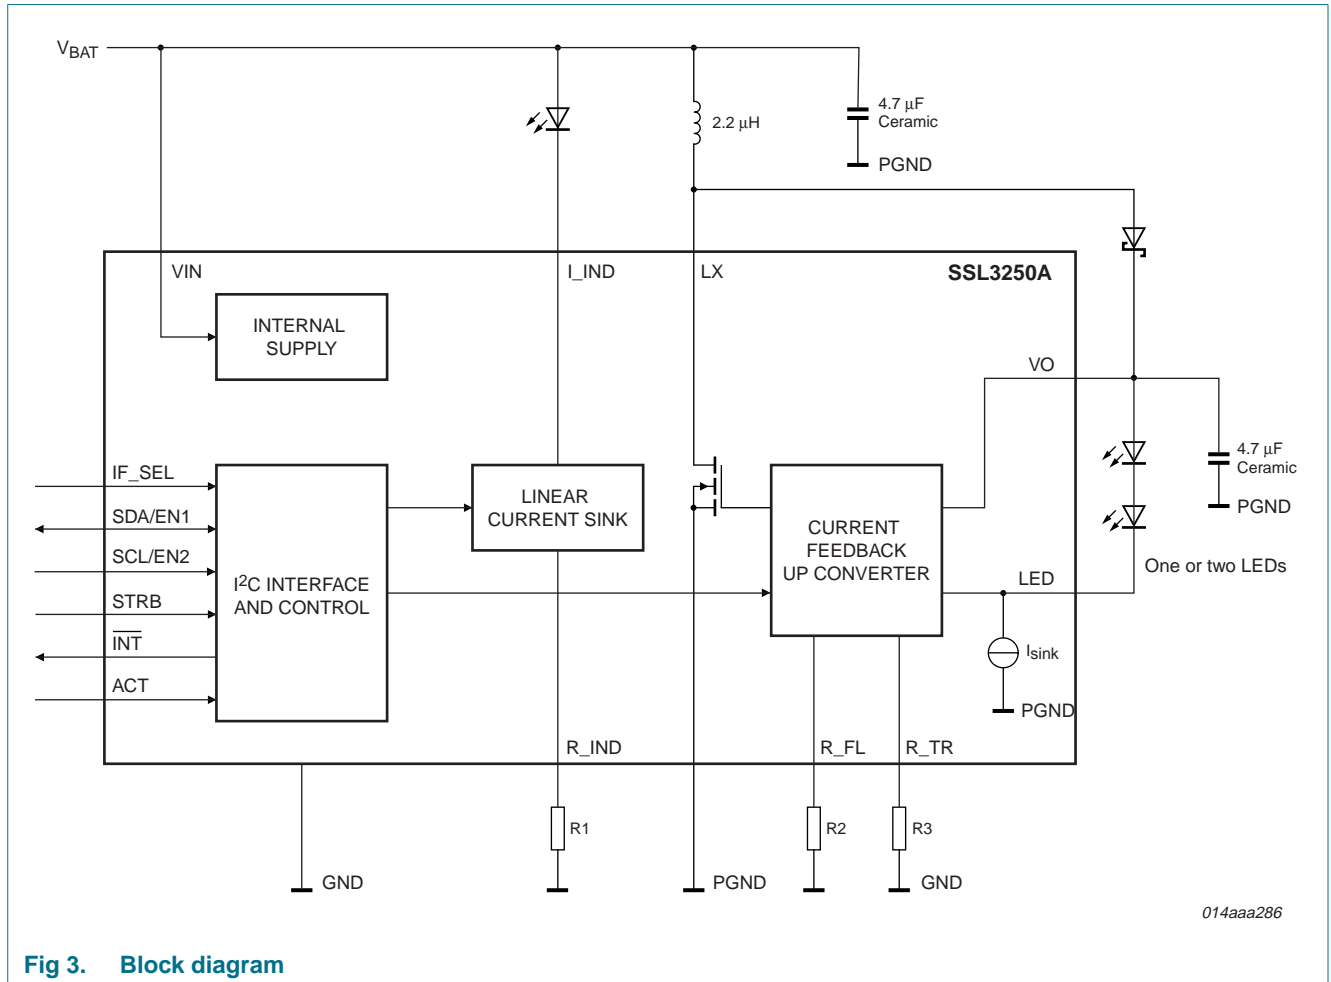 VBAT
4.7 μF
Ceramic
2.2 μH
PGND
VIN
I_IND
LX
SSL3250A
INTERNAL
SUPPLY
VO
IF_SEL
SDA/EN1
SCL/EN2
STRB
INT
ACT
I2C INTERFACE
AND CONTROL
LINEAR
CURRENT SINK
CURRENT
FEEDBACK
UP CONVERTER
4.7 μF
Ceramic
PGND
One or two LEDs
LED
Isink
PGND
R_IND
R_FL
R_TR
R1
R2
R3
GND
PGND
GND
014aaa286
Fig 3. Block diagram